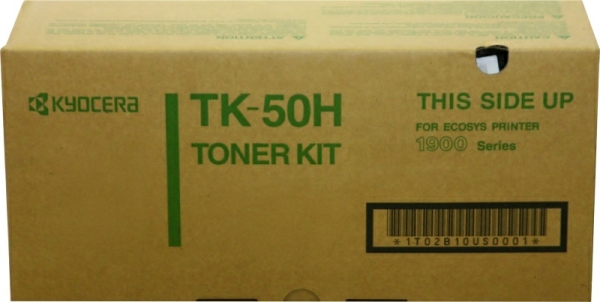 KYOCERA
TK-50H
TONER KIT
THIS SIDE UP
FOR ECOSYS PRINTER
1900 Series
*1T02B10US0001*